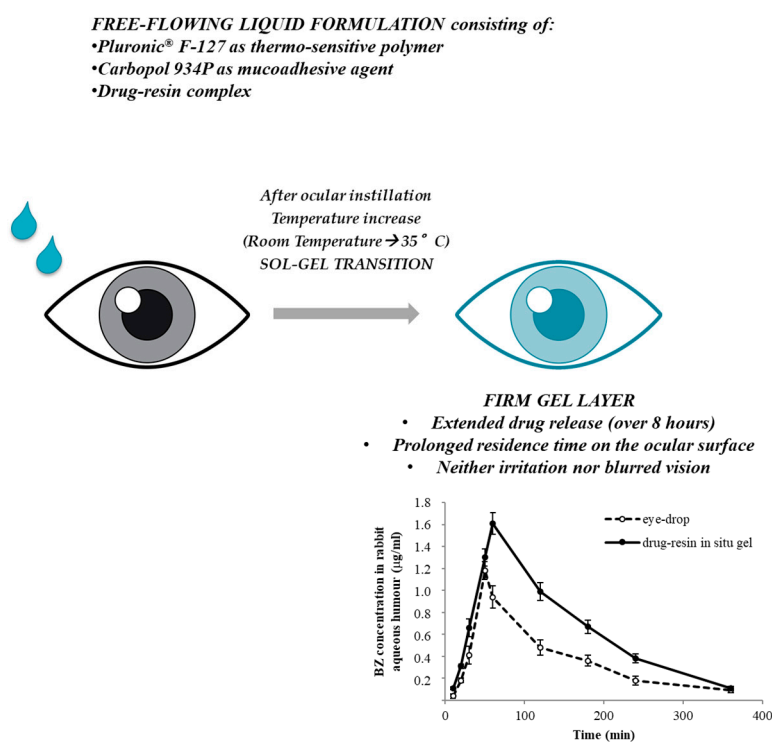 FREE-FLOWING LIQUID FORMULATION consisting of:
•Pluronic® F-127 as thermo-sensitive polymer
•Carbopol 934P as mucoadhesive agent
•Drug-resin complex
After ocular instillation
Temperature increase
(Room Temperature→35° C)
SOL-GEL TRANSITION
FIRM GEL LAYER
• Extended drug release (over 8 hours)
• Prolonged residence time on the ocular surface
• Neither irritation nor blurred vision
BZ concentration in rabbit
aqueous humour (µg/ml)
1.8
1.6
1.4
1.2
1.0
0.8
0.6
0.4
0.2
eye-drop
drug-resin in situ gel
0 100 200 300 400
Time (min)